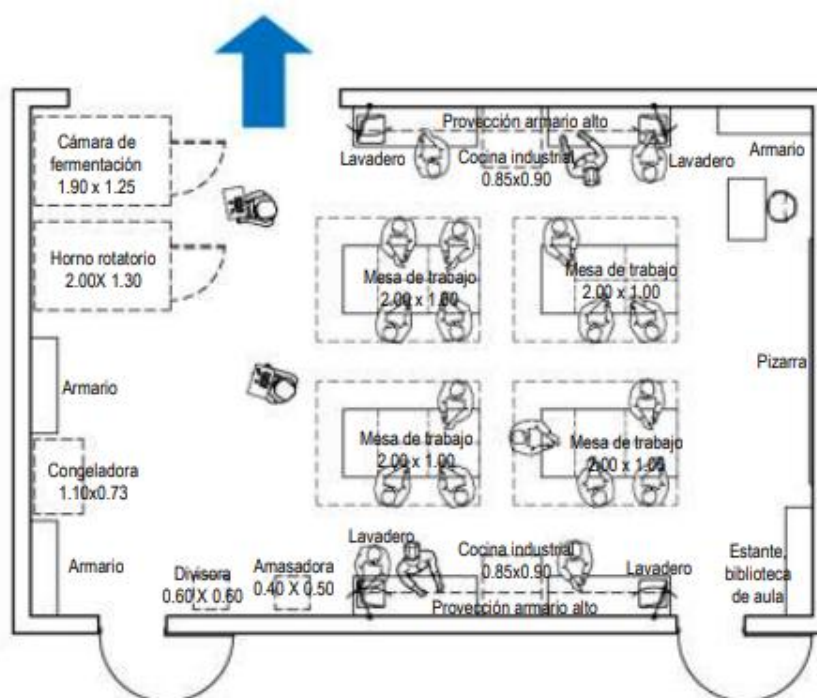 Proyección armario alto
Cámara de
fermentación
1.90 x 1.25
Lavadero
Cocina industrial
0.85x0.90
Lavadero
Armario
Horno rotatorio
2.00X 1.30
Mesa de trabajo
2.00 x 1.00
Mesa de trabajo
2.00 x 1.00
Armario
Pizarra
Mesa de trabajo
2.00 x 1.00
Mesa de trabajo
2.00 x 1.00
Congeladora
1.10x0.73
Armario
Divisora
0.60 X 0.60
Amasadora
0.40 X 0.50
Lavadero
Cocina industrial
0.85x0.90
Lavadero
Estante,
biblioteca
de aula
Proyección armario alto